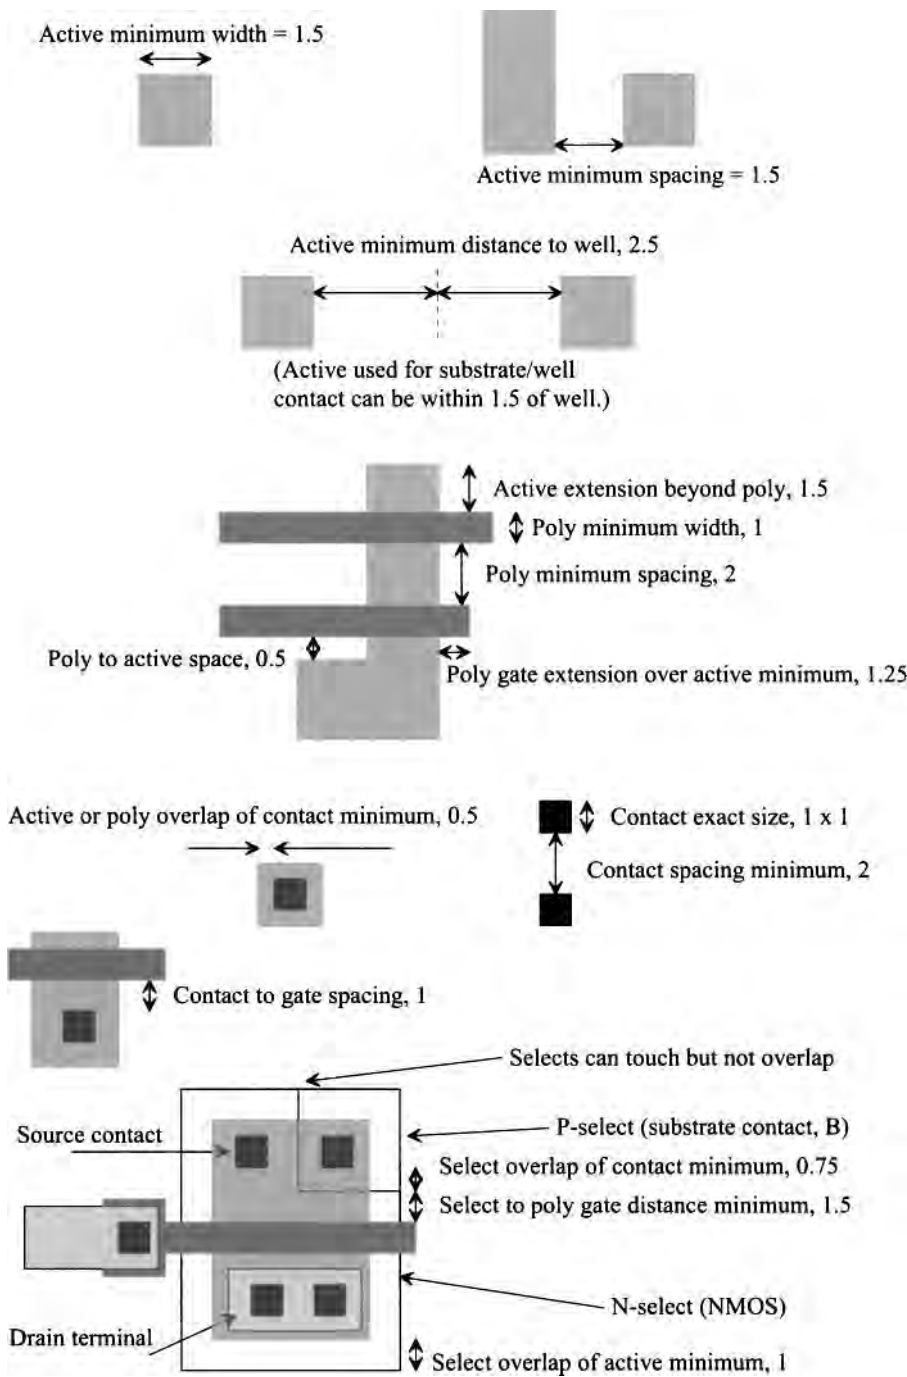 Active minimum width = 1.5
Active minimum spacing = 1.5
Active minimum distance to well, 2.5
(Active used for substrate/well
contact can be within 1.5 of well.)
Active extension beyond poly, 1.5
Poly minimum width, 1
Poly minimum spacing, 2
Poly to active space, 0.5
Poly gate extension over active minimum, 1.25
Active or poly overlap of contact minimum, 0.5
Contact exact size, 1 x 1
Contact spacing minimum, 2
Contact to gate spacing, 1
Selects can touch but not overlap
Source contact
P-select (substrate contact, B)
Select overlap of contact minimum, 0.75
Select to poly gate distance minimum, 1.5
N-select (NMOS)
Drain terminal
Select overlap of active minimum, 1